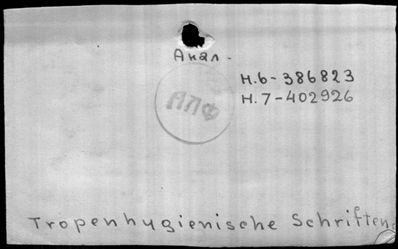 Анал.
Н.6-386823
Н.7-402926
АПФ
Tropenhygienische Schriften